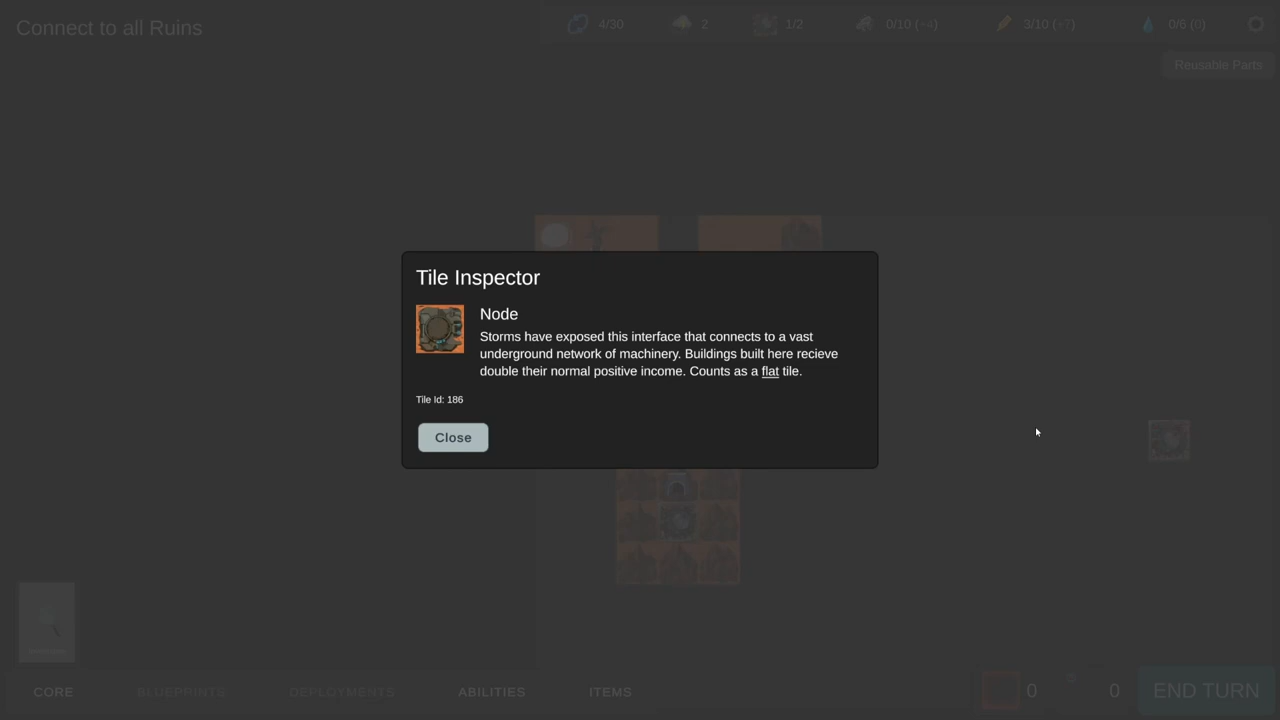 Connect to all Ruins
4/30
2
1/2
0/10 (+4)
3/10 (+7)
0/6 (0)
Reusable Parts
Tile Inspector
Node
Storms have exposed this interface that connects to a vast
underground network of machinery. Buildings built here recieve
double their normal positive income. Counts as a flat tile.
Tile Id: 186
Close
CORE
BLUEPRINTS
DEPLOYMENTS
ABILITIES
ITEMS
0
0
END TURN